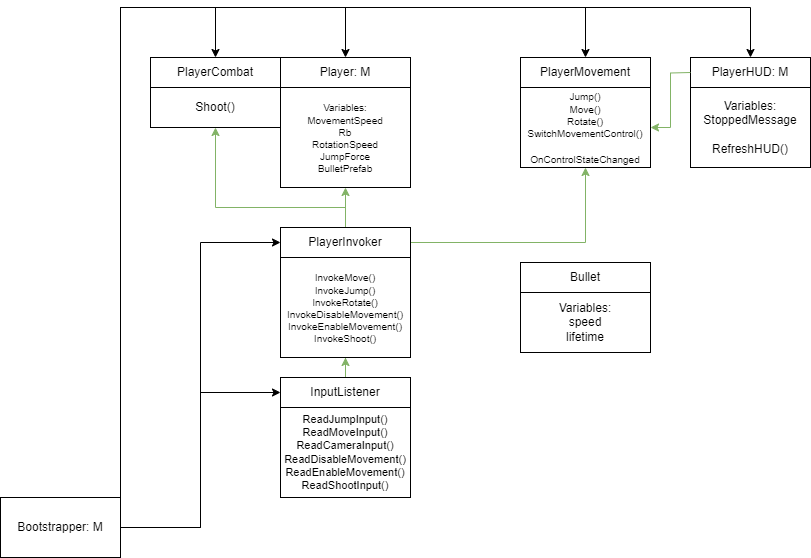 PlayerCombat
Shoot()
Player: M
Variables:
MovementSpeed
Rb
RotationSpeed
JumpForce
BulletPrefab
PlayerMovement
Jump()
Move()
Rotate()
SwitchMovementControl()
OnControlStateChanged
PlayerHUD: M
Variables:
StoppedMessage
RefreshHUD()
PlayerInvoker
InvokeMove()
InvokeJump()
InvokeRotate()
InvokeDisableMovement()
InvokeEnableMovement()
InvokeShoot()
Bullet
Variables:
speed
lifetime
InputListener
ReadJumpInput()
ReadMoveInput()
ReadCameraInput()
ReadDisableMovement()
ReadEnableMovement()
ReadShootInput()
Bootstrapper: M